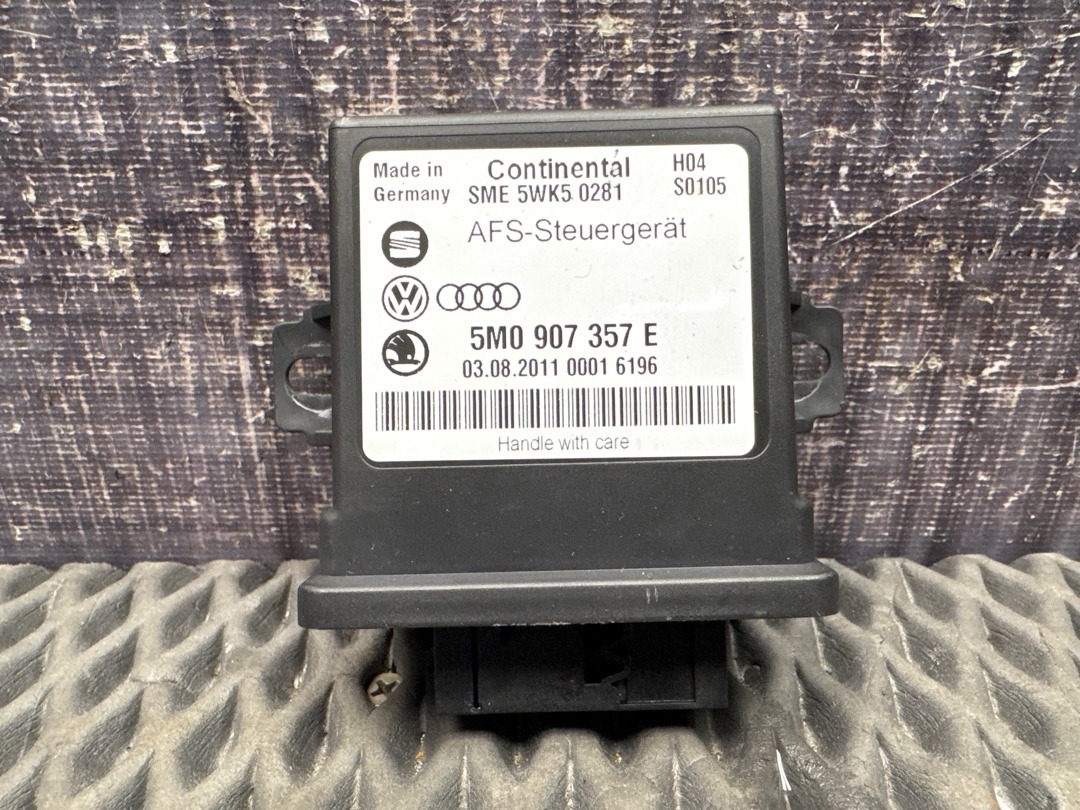 Made in Continental H04
Germany SME 5WK5 0281 S0105
AFS-Steuergerät
5M0 907 357 E
03.08.2011 0001 6196
Handle with care